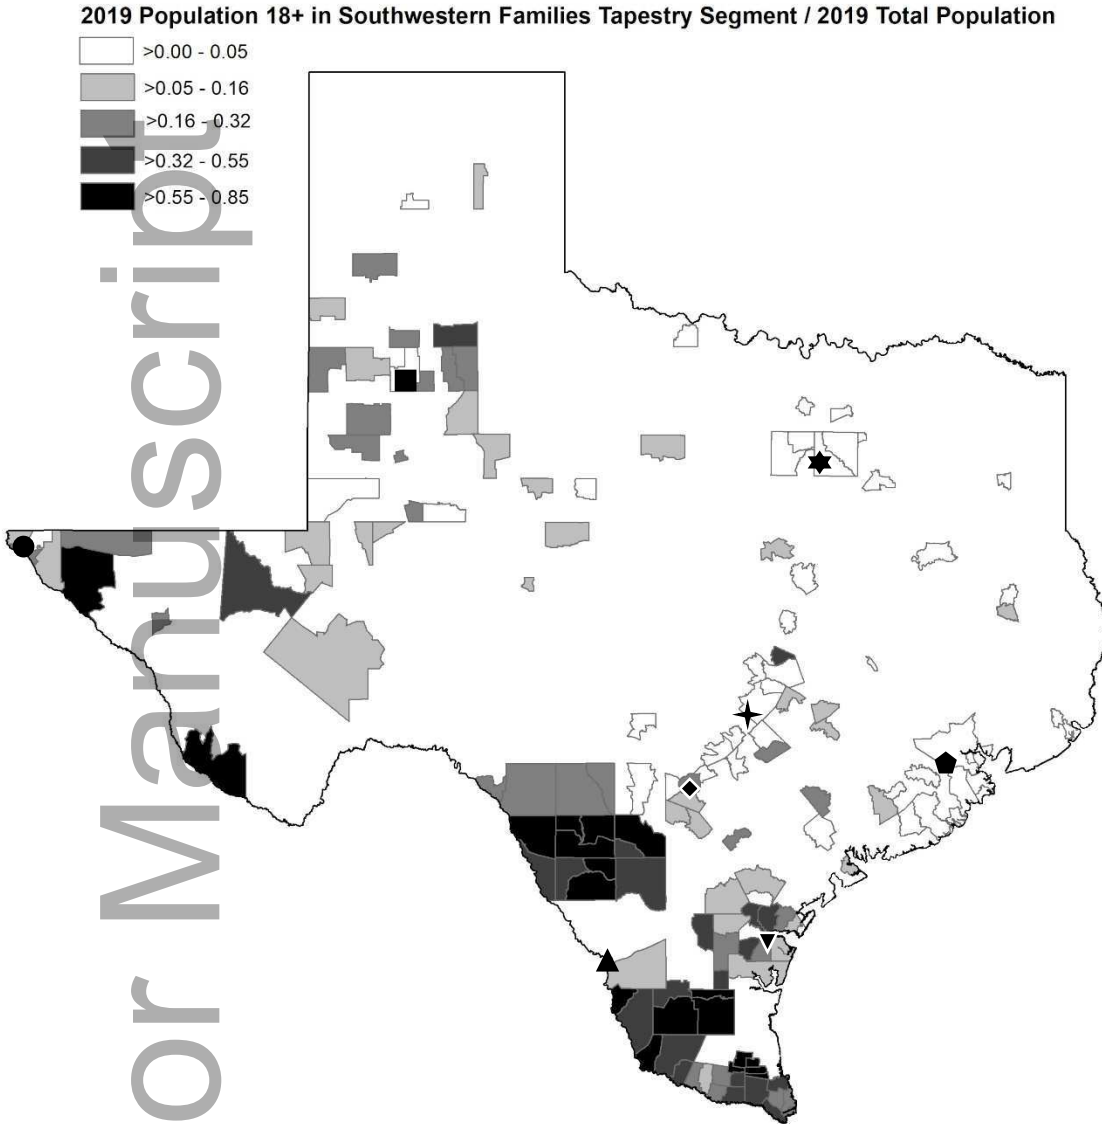 2019 Population 18+ in Southwestern Families Tapestry Segment / 2019 Total Population
>0.00 - 0.05
>0.05 - 0.16
>0.16 - 0.32
>0.32 - 0.55
>0.55 - 0.85
or Manuscript